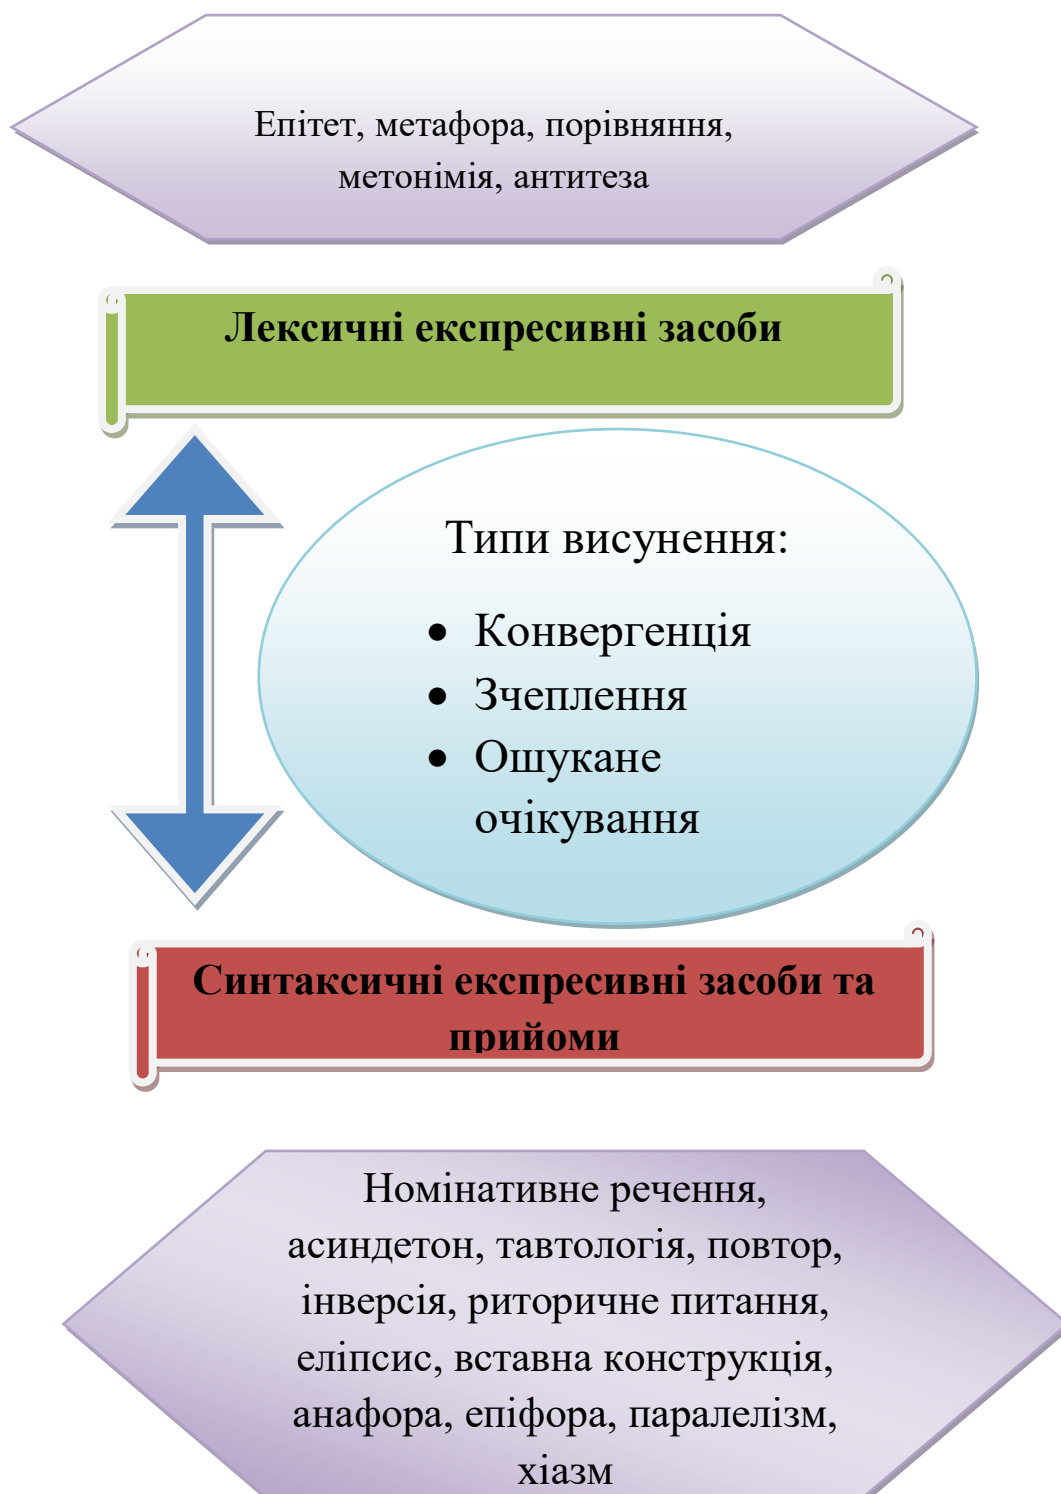 Епітет, метафора, порівняння,
метонімія, антитеза
Лексичні експресивні засоби
Типи висунення:
• Конвергенція
• Зчеплення
• Ошукане
очікування
Синтаксичні експресивні засоби та
прийоми
Номінативне речення,
асиндетон, тавтологія, повтор,
інверсія, риторичне питання,
еліпсис, вставна конструкція,
анафора, епіфора, паралелізм,
хіазм